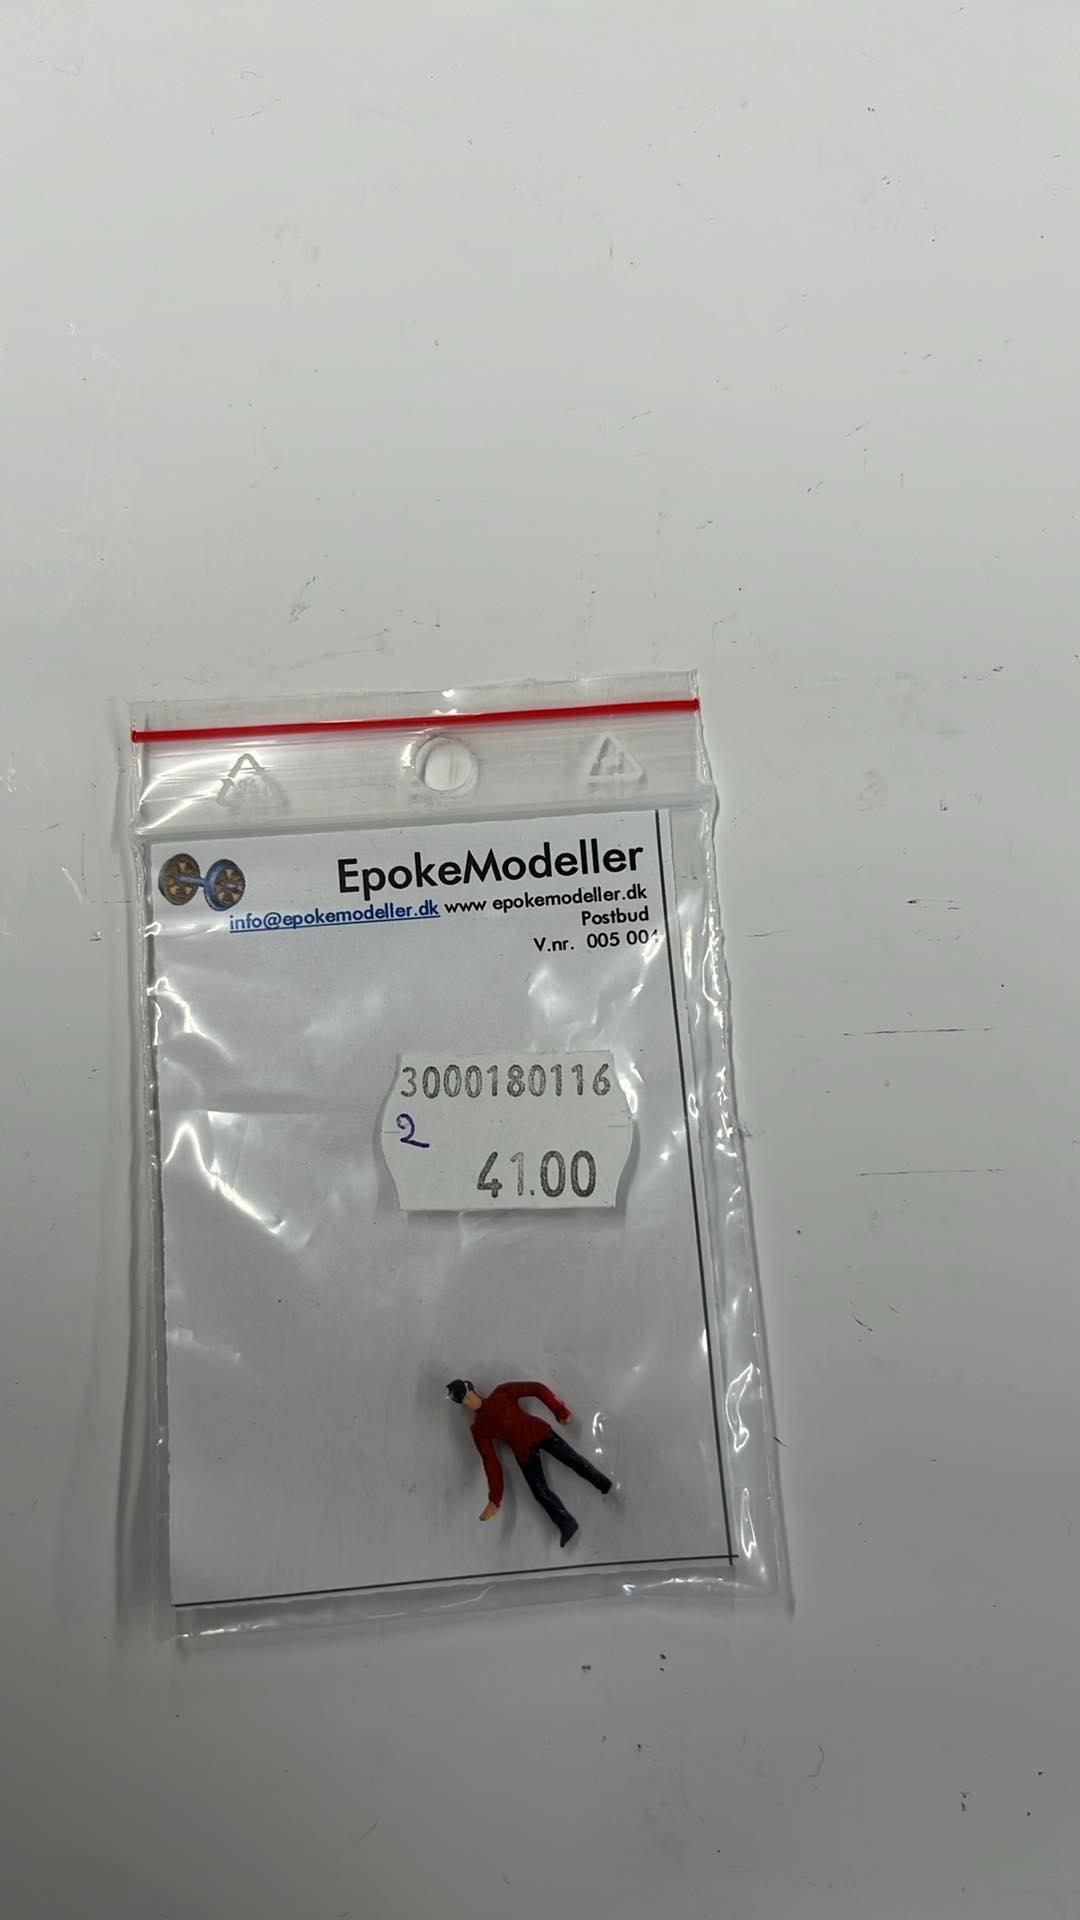 EpokeModeller
info@epokemodeller.dk www epokemodeller.dk
Postbud
V.nr. 005 004
3000180116
2
41.00